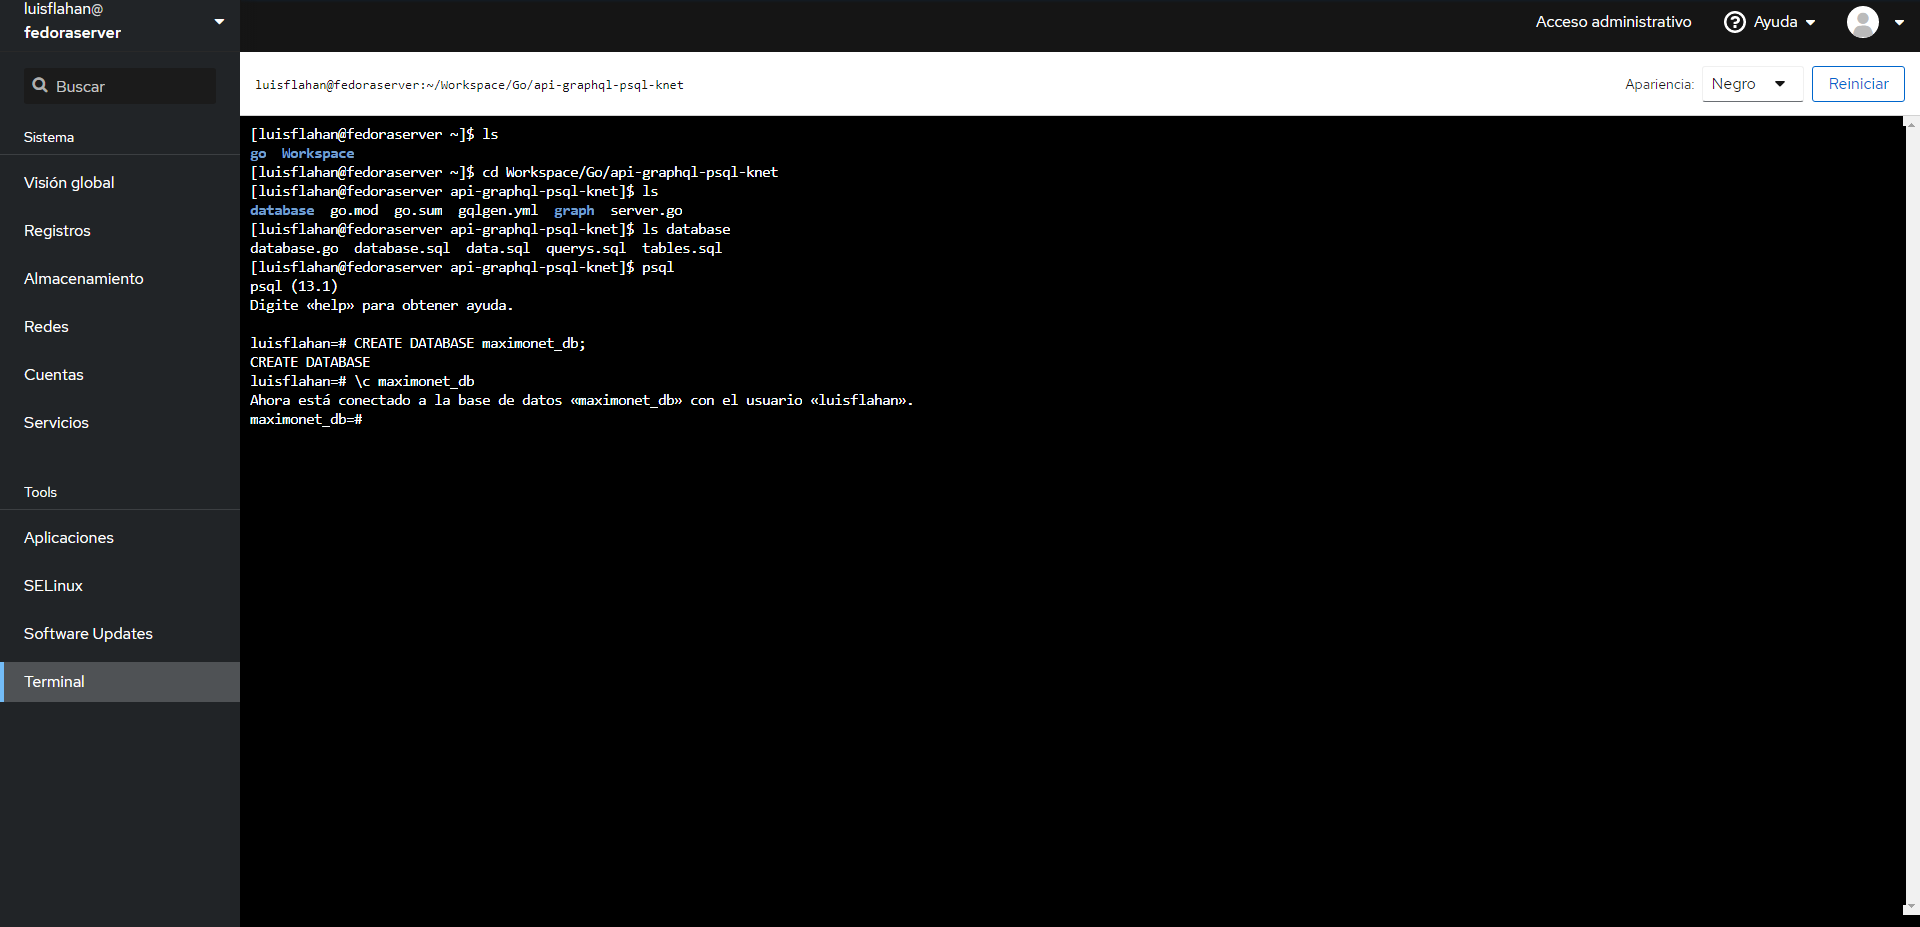 luisflahan@
fedoraserver
Acceso administrativo
Ayuda
Buscar
luisflahan@fedoraserver:~/Workspace/Go/api-graphql-psql-knet
Apariencia:
Negro
Reiniciar
Sistema
Visión global
Registros
Almacenamiento
Redes
Cuentas
Servicios
Tools
Aplicaciones
SELinux
Software Updates
Terminal
[luisflahan@fedoraserver ~]$ ls
go  Workspace
[luisflahan@fedoraserver ~]$ cd Workspace/Go/api-graphql-psql-knet
[luisflahan@fedoraserver api-graphql-psql-knet]$ ls
database  go.mod  go.sum  gqlgen.yml  graph  server.go
[luisflahan@fedoraserver api-graphql-psql-knet]$ ls database
database.go  database.sql  data.sql  querys.sql  tables.sql
[luisflahan@fedoraserver api-graphql-psql-knet]$ psql
psql (13.1)
Digite «help» para obtener ayuda.
luisflahan=# CREATE DATABASE maximonet_db;
CREATE DATABASE
luisflahan=# \c maximonet_db
Ahora está conectado a la base de datos «maximonet_db» con el usuario «luisflahan».
maximonet_db=#